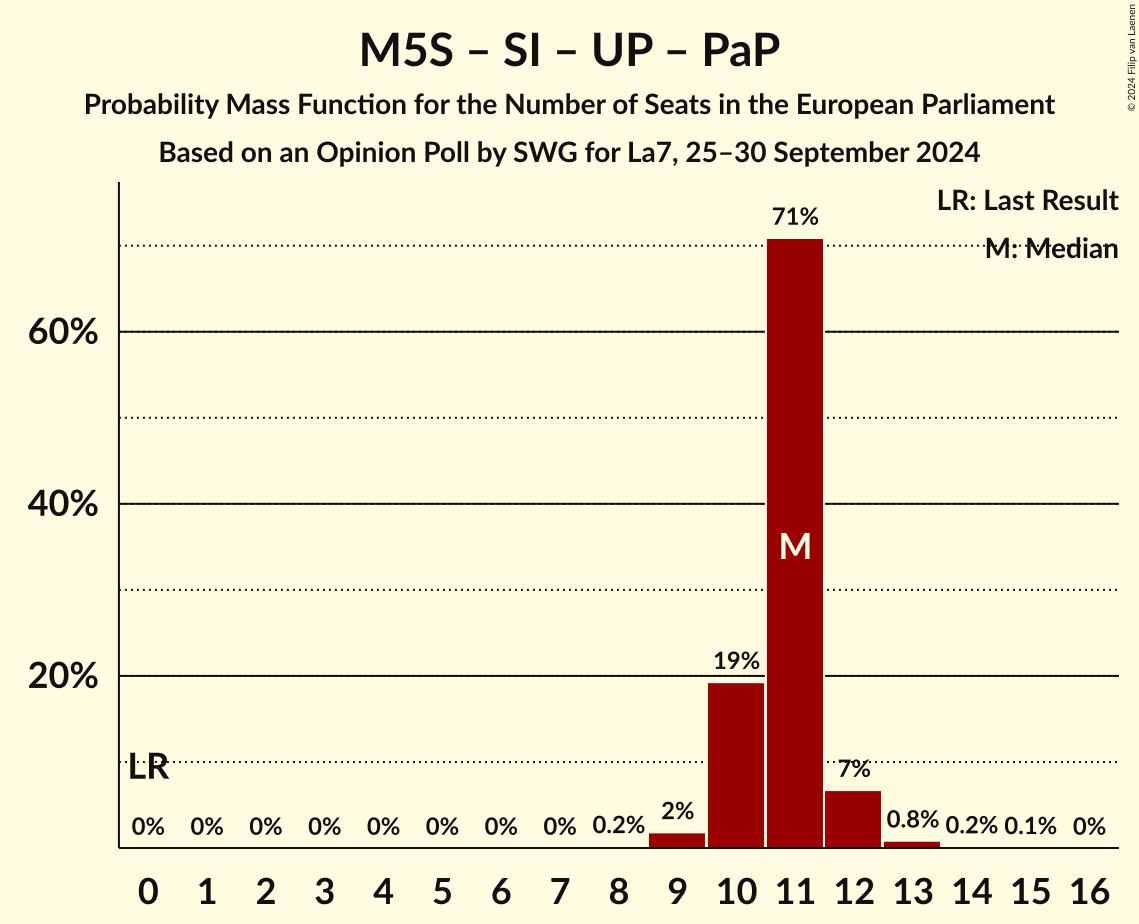 M5S – SI – UP – PaP
Probability Mass Function for the Number of Seats in the European Parliament
Based on an Opinion Poll by SWG for La7, 25–30 September 2024
© 2024 Filip van Laenen
LR: Last Result
M: Median
71%
60%
40%
M
20%
19%
LR
7%
0% 0% 0% 0% 0% 0% 0% 0% 0.2% 2% 0.8% 0.2% 0.1% 0%
0 1 2 3 4 5 6 7 8 9 10 11 12 13 14 15 16